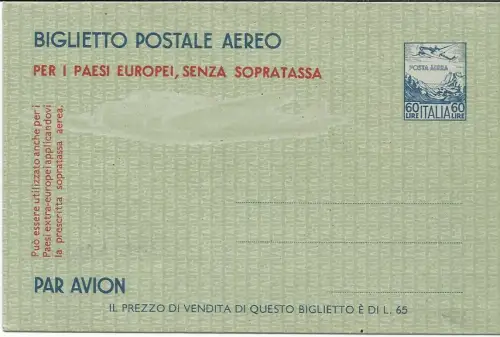 BIGLIETTO POSTALE AEREO
PER I PAESI EUROPEI, SENZA SOPRATASSA
POSTA AEREA
60 ITALIA 60
LIRE LIRE
Può essere utilizzato anche per i
Paesi extra-europei applicandovi
la prescritta sopratassa aerea.
PAR AVION
IL PREZZO DI VENDITA DI QUESTO BIGLIETTO È DI L. 65